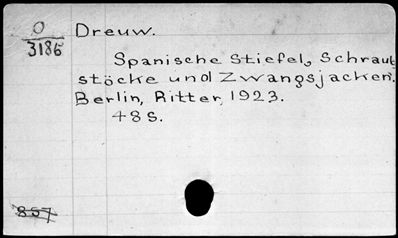 O
3186
Dreuw.
Spanische Stiefel, Schraub-
stöcke und Zwangsjacken.
Berlin, Ritter, 1923.
48 S.
857